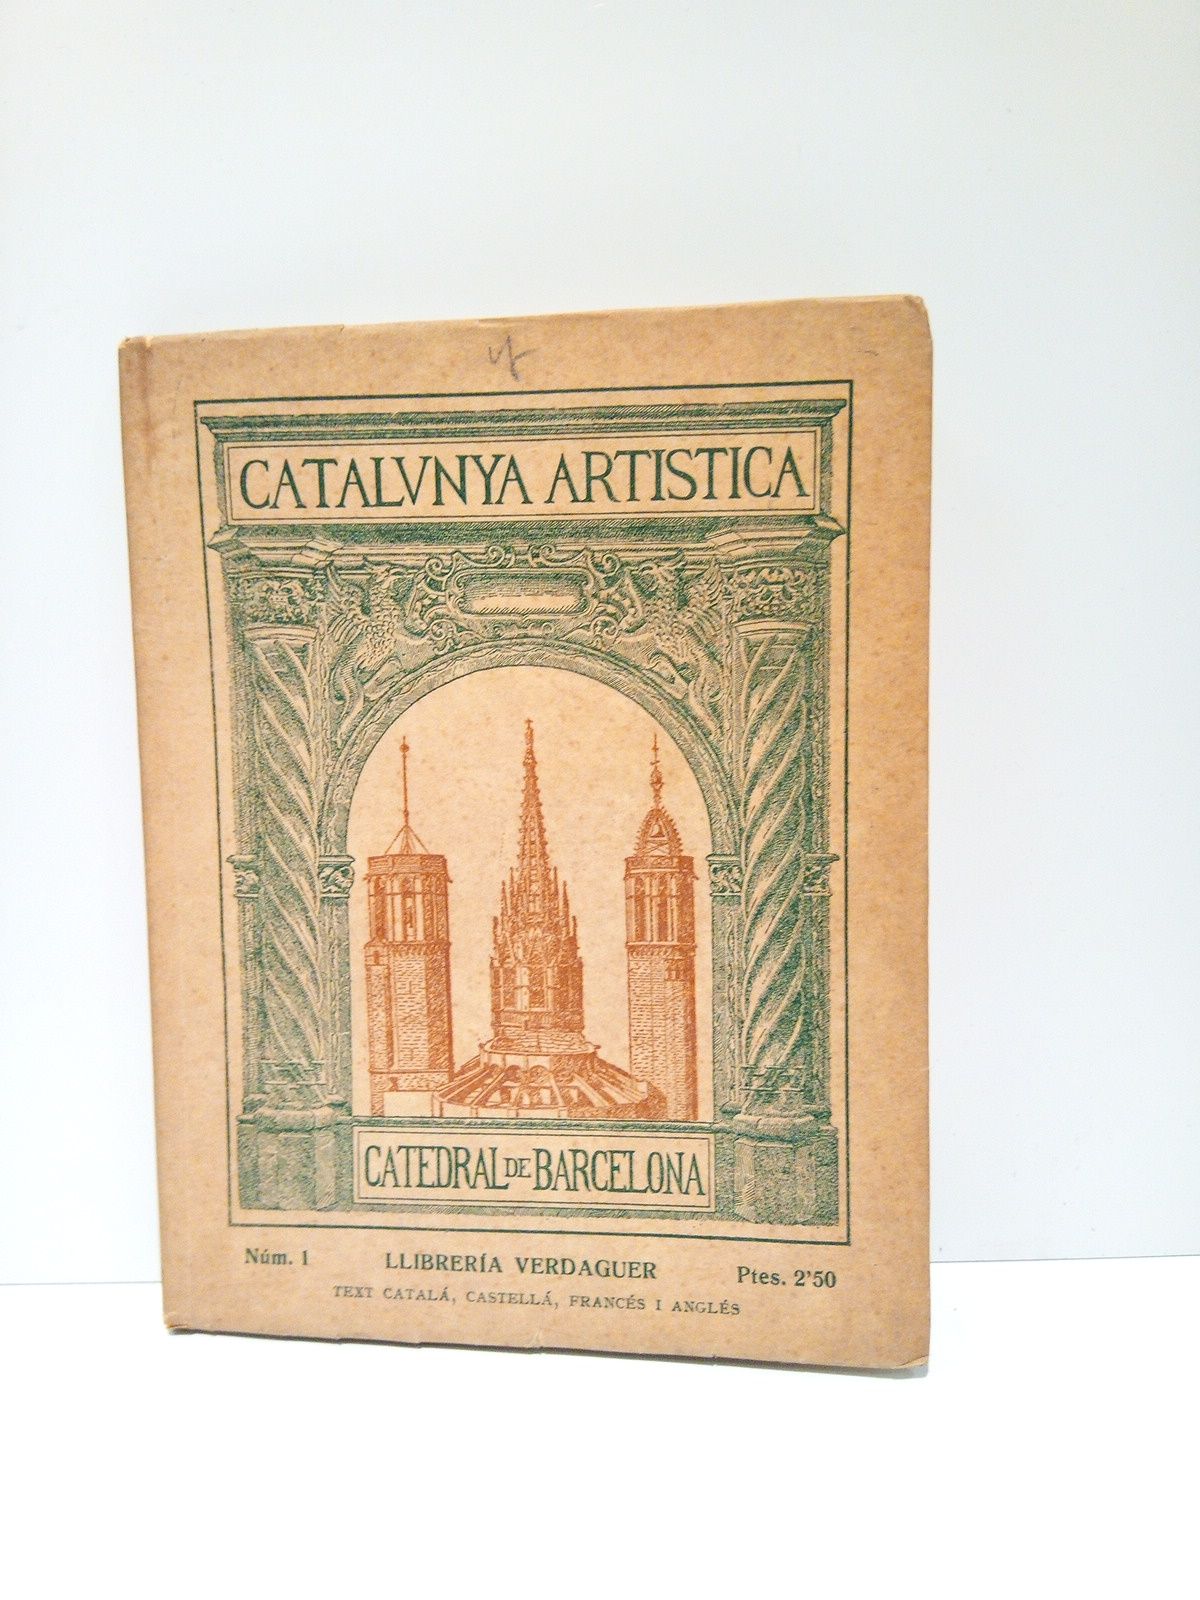 CATALVNYA ARTISTICA
CATEDRAL DE BARCELONA
Núm. 1 LLIBRERÍA VERDAGUER Ptes. 2'50
TEXT CATALÁ, CASTELLÁ, FRANCÉS I ANGLÉS